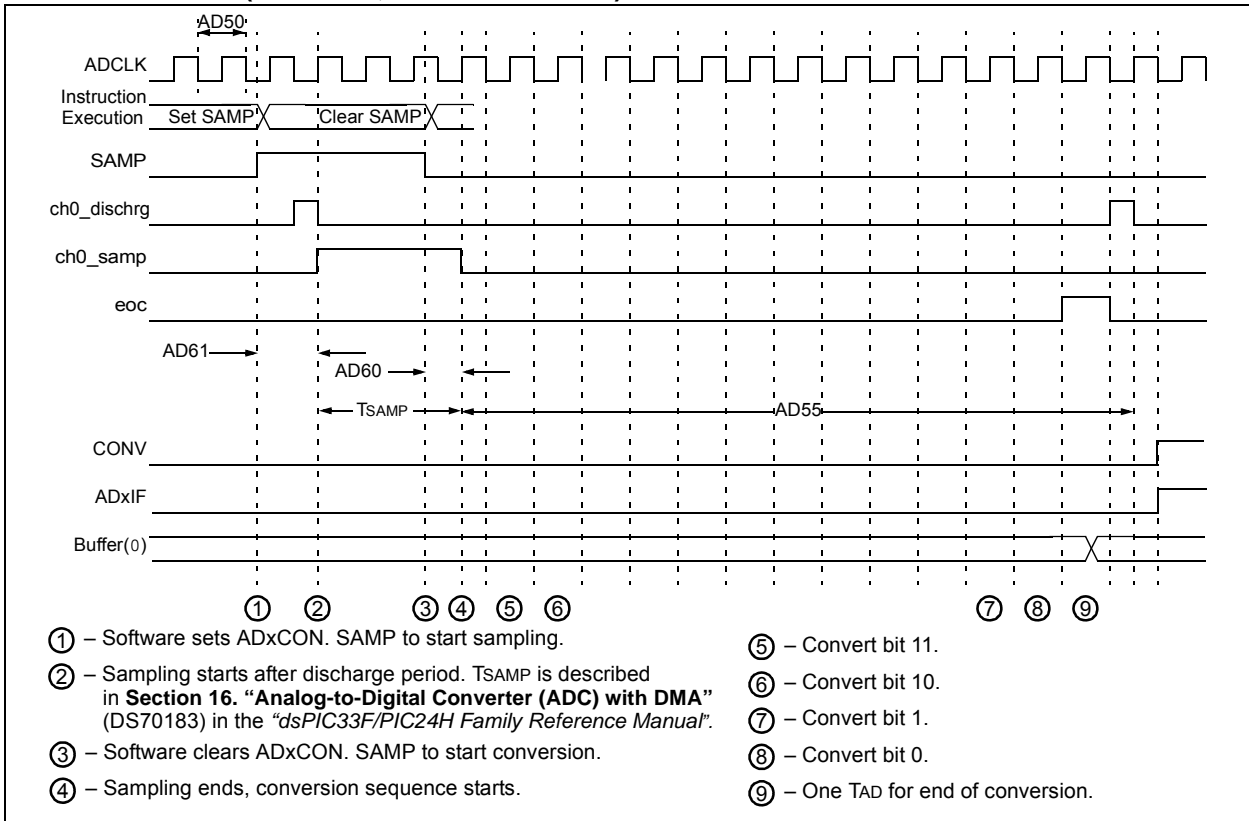 AD50
ADCLK
Instruction
Execution
Set SAMP
Clear SAMP
SAMP
ch0_dischrg
ch0_samp
eoc
AD61
AD60
TSAMP
AD55
CONV
ADxIF
Buffer(0)
1 2 3 4 5 6 7 8 9
1 – Software sets ADxCON. SAMP to start sampling.
2 – Sampling starts after discharge period. TSAMP is described
in Section 16. “Analog-to-Digital Converter (ADC) with DMA”
(DS70183) in the “dsPIC33F/PIC24H Family Reference Manual”.
3 – Software clears ADxCON. SAMP to start conversion.
4 – Sampling ends, conversion sequence starts.
5 – Convert bit 11.
6 – Convert bit 10.
7 – Convert bit 1.
8 – Convert bit 0.
9 – One TAD for end of conversion.